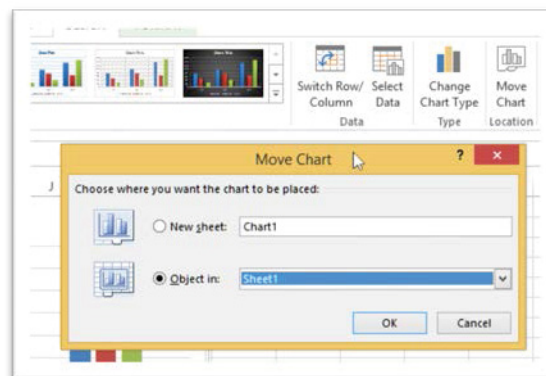 Switch Row/ Select Change Move
Column Data Chart Type Chart
Data Type Location
Move Chart ?
J
Choose where you want the chart to be placed:
New sheet: Chart1
Object in: Sheet1
OK Cancel